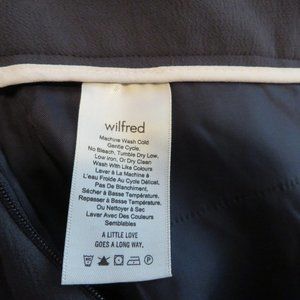 wilfred
Machine Wash Cold
Gentle Cycle.
No Bleach, Tumble Dry Low,
Low Iron, Or Dry Clean
Wash With Like Colours
Laver à La Machine à
L'eau Froide Au Cycle Délicat.
Pas De Blanchiment.
Sécher à Basse Température.
Repasser à Basse Température.
Ou Nettoyer à Sec
Laver Avec Des Couleurs
Semblables
A LITTLE LOVE
GOES A LONG WAY.